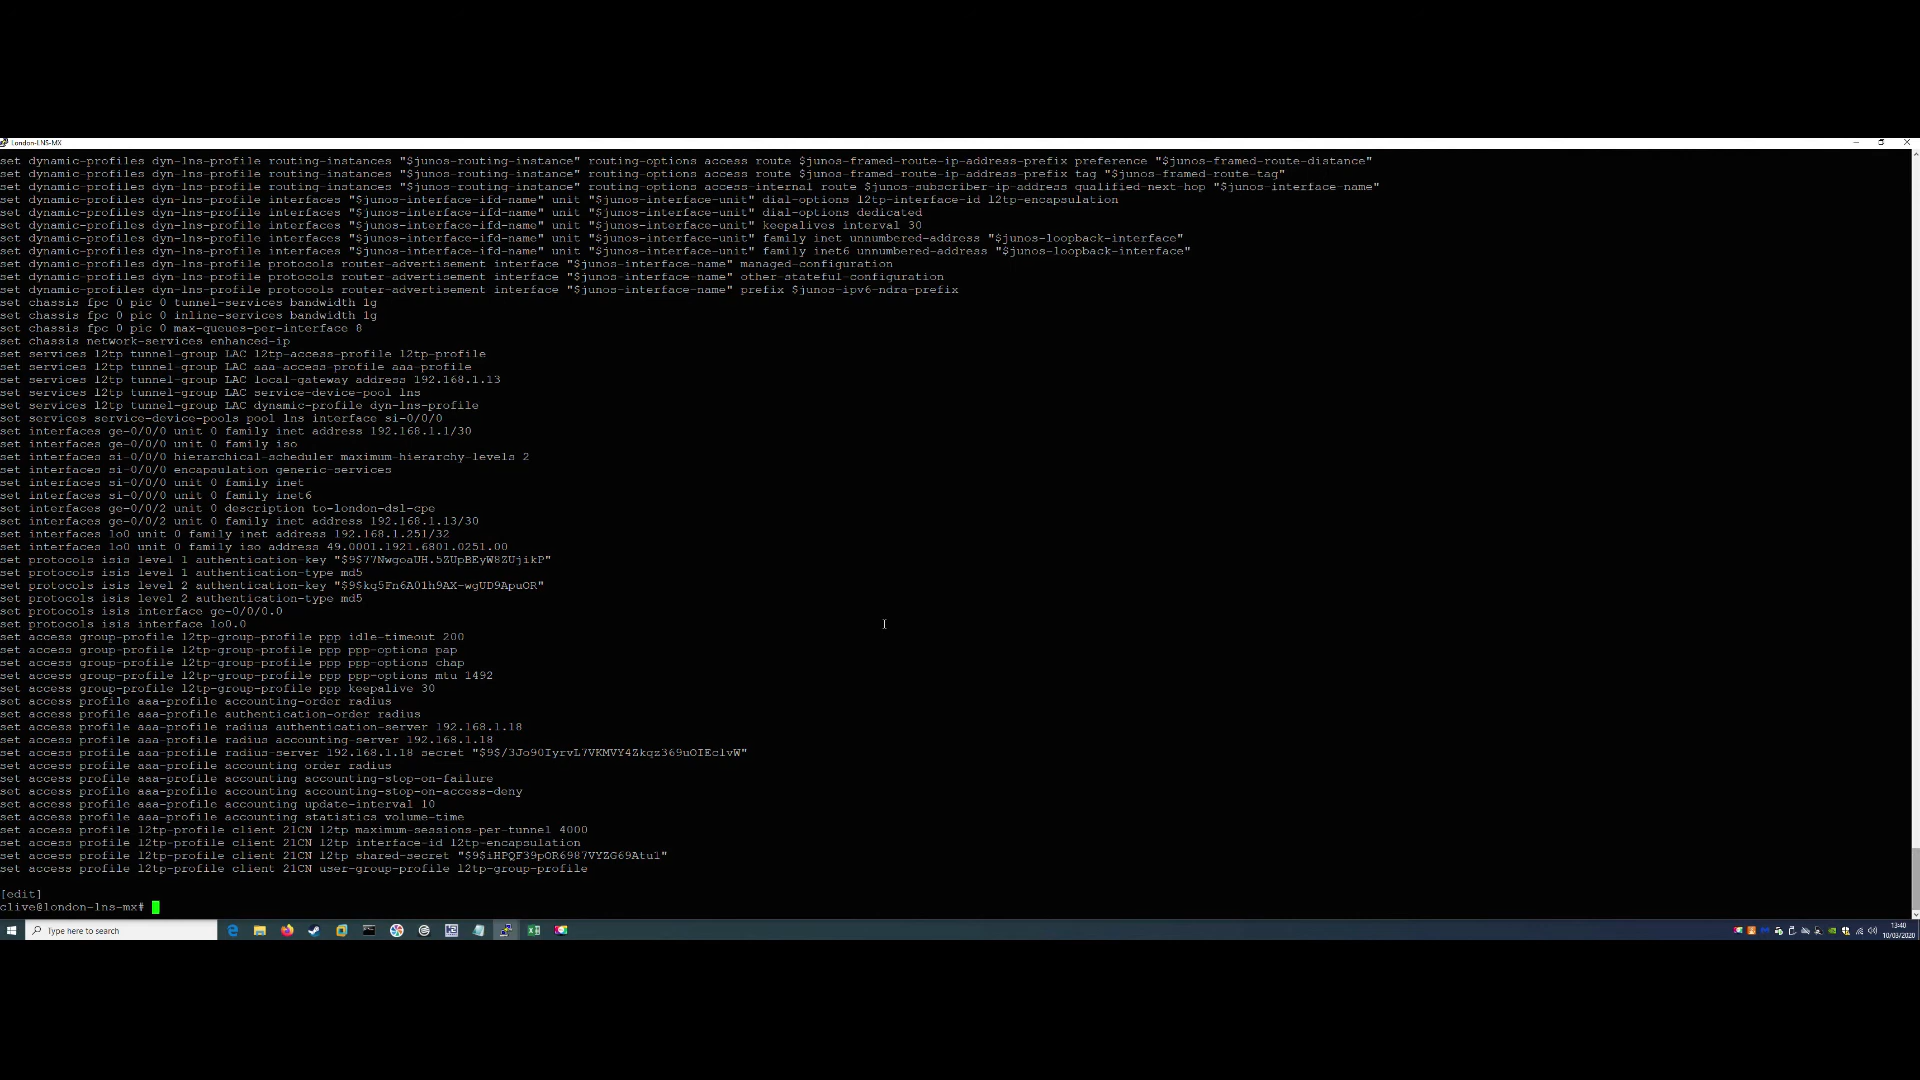 London-LNS-MX
set dynamic-profiles dyn-lns-profile routing-instances "$junos-routing-instance" routing-options access route $junos-framed-route-ip-address-prefix preference "$junos-framed-route-distance"
set dynamic-profiles dyn-lns-profile routing-instances "$junos-routing-instance" routing-options access route $junos-framed-route-ip-address-prefix tag "$junos-framed-route-tag"
set dynamic-profiles dyn-lns-profile routing-instances "$junos-routing-instance" routing-options access-internal route $junos-subscriber-ip-address qualified-next-hop "$junos-interface-name"
set dynamic-profiles dyn-lns-profile interfaces "$junos-interface-ifd-name" unit "$junos-interface-unit" dial-options l2tp-interface-id l2tp-encapsulation
set dynamic-profiles dyn-lns-profile interfaces "$junos-interface-ifd-name" unit "$junos-interface-unit" dial-options dedicated
set dynamic-profiles dyn-lns-profile interfaces "$junos-interface-ifd-name" unit "$junos-interface-unit" keepalives interval 30
set dynamic-profiles dyn-lns-profile interfaces "$junos-interface-ifd-name" unit "$junos-interface-unit" family inet unnumbered-address "$junos-loopback-interface"
set dynamic-profiles dyn-lns-profile interfaces "$junos-interface-ifd-name" unit "$junos-interface-unit" family inet6 unnumbered-address "$junos-loopback-interface"
set dynamic-profiles dyn-lns-profile protocols router-advertisement interface "$junos-interface-name" managed-configuration
set dynamic-profiles dyn-lns-profile protocols router-advertisement interface "$junos-interface-name" other-stateful-configuration
set dynamic-profiles dyn-lns-profile protocols router-advertisement interface "$junos-interface-name" prefix $junos-ipv6-ndra-prefix
set chassis fpc 0 pic 0 tunnel-services bandwidth 1g
set chassis fpc 0 pic 0 inline-services bandwidth 1g
set chassis fpc 0 pic 0 max-queues-per-interface 8
set chassis network-services enhanced-ip
set services l2tp tunnel-group LAC l2tp-access-profile l2tp-profile
set services l2tp tunnel-group LAC aaa-access-profile aaa-profile
set services l2tp tunnel-group LAC local-gateway address 192.168.1.13
set services l2tp tunnel-group LAC service-device-pool lns
set services l2tp tunnel-group LAC dynamic-profile dyn-lns-profile
set services service-device-pools pool lns interface si-0/0/0
set interfaces ge-0/0/0 unit 0 family inet address 192.168.1.1/30
set interfaces ge-0/0/0 unit 0 family iso
set interfaces si-0/0/0 hierarchical-scheduler maximum-hierarchy-levels 2
set interfaces si-0/0/0 encapsulation generic-services
set interfaces si-0/0/0 unit 0 family inet
set interfaces si-0/0/0 unit 0 family inet6
set interfaces ge-0/0/2 unit 0 description to-london-dsl-cpe
set interfaces ge-0/0/2 unit 0 family inet address 192.168.1.13/30
set interfaces lo0 unit 0 family inet address 192.168.1.251/32
set interfaces lo0 unit 0 family iso address 49.0001.1921.6801.0251.00
set protocols isis level 1 authentication-key "$9$77NwgoaUH.5ZUpBEyW8ZUjikP"
set protocols isis level 1 authentication-type md5
set protocols isis level 2 authentication-key "$9$kq5Fn6A01h9AX-wgUD9ApuOR"
set protocols isis level 2 authentication-type md5
set protocols isis interface ge-0/0/0.0
set protocols isis interface lo0.0
set access group-profile l2tp-group-profile ppp idle-timeout 200
set access group-profile l2tp-group-profile ppp ppp-options pap
set access group-profile l2tp-group-profile ppp ppp-options chap
set access group-profile l2tp-group-profile ppp ppp-options mtu 1492
set access group-profile l2tp-group-profile ppp keepalive 30
set access profile aaa-profile accounting-order radius
set access profile aaa-profile authentication-order radius
set access profile aaa-profile radius authentication-server 192.168.1.18
set access profile aaa-profile radius accounting-server 192.168.1.18
set access profile aaa-profile radius-server 192.168.1.18 secret "$9$/3Jo90IyrvL7VKMVY4Zkqz369uOIEclvW"
set access profile aaa-profile accounting order radius
set access profile aaa-profile accounting accounting-stop-on-failure
set access profile aaa-profile accounting accounting-stop-on-access-deny
set access profile aaa-profile accounting update-interval 10
set access profile aaa-profile accounting statistics volume-time
set access profile l2tp-profile client 21CN l2tp maximum-sessions-per-tunnel 4000
set access profile l2tp-profile client 21CN l2tp interface-id l2tp-encapsulation
set access profile l2tp-profile client 21CN l2tp shared-secret "$9$iHPQF39pOR6987VYZG69Atu1"
set access profile l2tp-profile client 21CN user-group-profile l2tp-group-profile
[edit]
clive@london-lns-mx#
Type here to search
13:40
10/03/2020